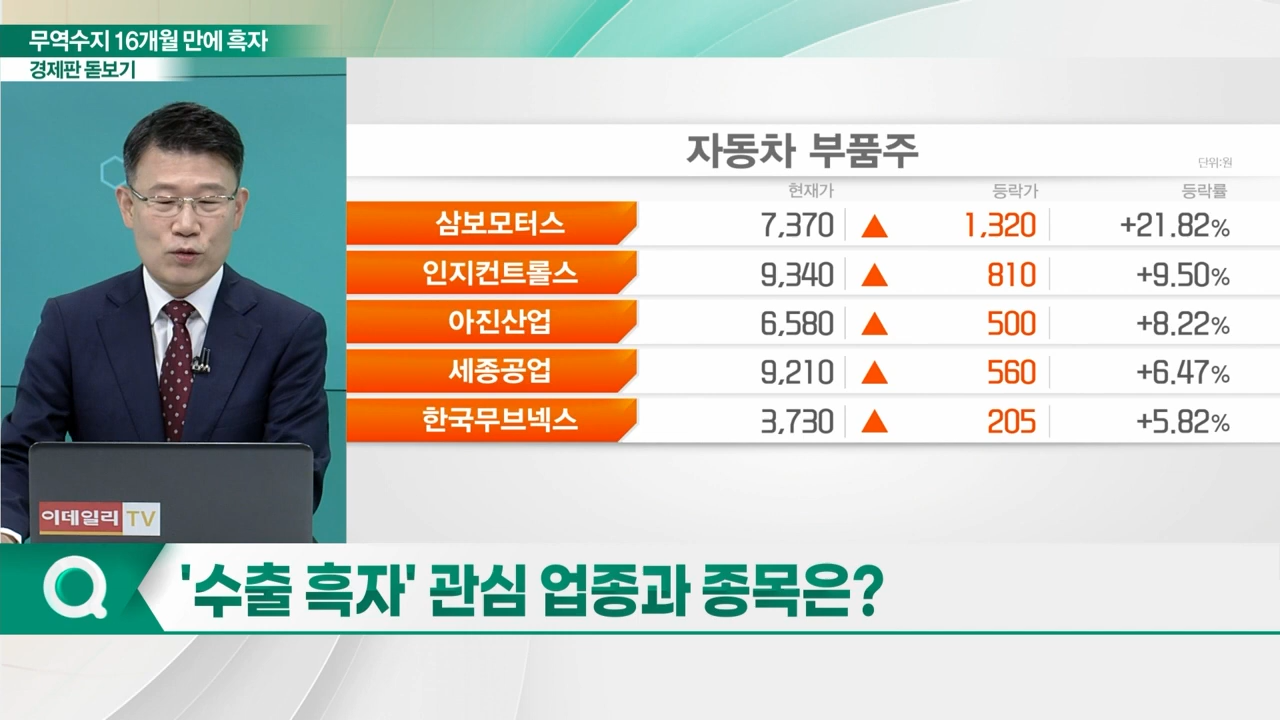 무역수지 16개월 만에 흑자
경제판 돋보기
자동차 부품주
단위:원
현재가 등락가 등락률
삼보모터스 7,370 ▲ 1,320 +21.82%
인지컨트롤스 9,340 ▲ 810 +9.50%
아진산업 6,580 ▲ 500 +8.22%
세종공업 9,210 ▲ 560 +6.47%
한국무브넥스 3,730 ▲ 205 +5.82%
이데일리 TV
'수출 흑자' 관심 업종과 종목은?